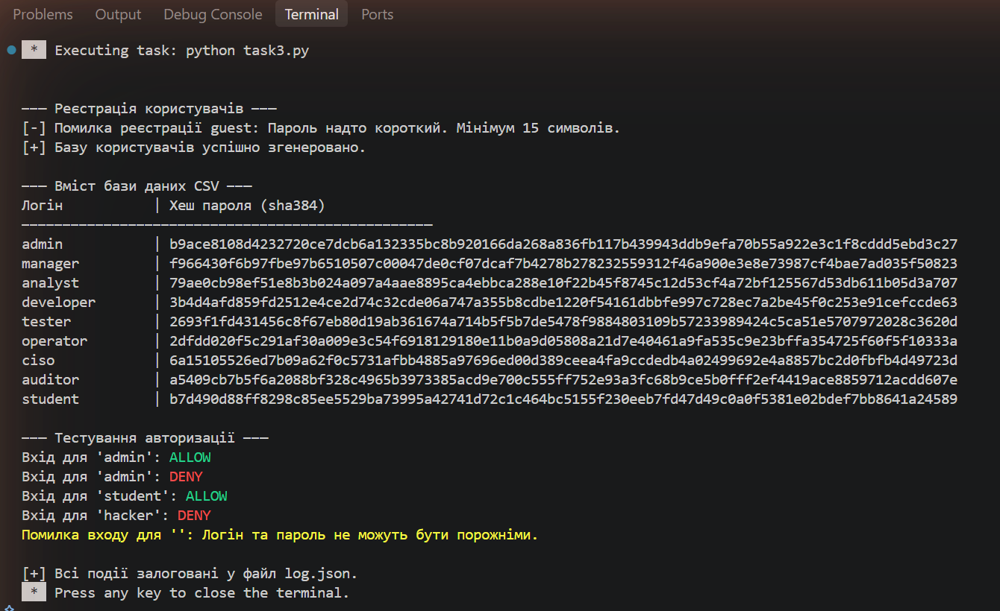 Problems Output Debug Console Terminal Ports
* Executing task: python task3.py
--- Реєстрація користувачів ---
[-] Помилка реєстрації guest: Пароль надто короткий. Мінімум 15 символів.
[+] Базу користувачів успішно згенеровано.
--- Вміст бази даних CSV ---
Логін | Хеш пароля (sha384)
--------------------------------------------------
admin | b9ace8108d4232720ce7dcb6a132335bc8b920166da268a836fb117b439943ddb9efa70b55a922e3c1f8cddd5ebd3c27
manager | f966430f6b97fbe97b6510507c00047de0cf07dcaf7b4278b278232559312f46a900e3e8e73987cf4bae7ad035f50823
analyst | 79ae0cb98ef51e8b3b024a097a4aae8895ca4ebbca288e10f22b45f8745c12d53cf4a72bf125567d53db611b05d3a707
developer | 3b4d4afd859fd2512e4ce2d74c32cde06a747a355b8cdbe1220f54161dbbfe997c728ec7a2be45f0c253e91cefccde63
tester | 2693f1fd431456c8f67eb80d19ab361674a714b5f5b7de5478f9884803109b57233989424c5ca51e5707972028c3620d
operator | 2dfdd020f5c291af30a009e3c54f6918129180e11b0a9d05808a21d7e40461a9fa535c9e23bffa354725f60f5f10333a
ciso | 6a15105526ed7b09a62f0c5731afbb4885a97696ed00d389ceea4fa9ccdedb4a02499692e4a8857bc2d0fbfb4d49723d
auditor | a5409cb7b5f6a2088bf328c4965b3973385acd9e700c555ff752e93a3fc68b9ce5b0fff2ef4419ace8859712acdd607e
student | b7d490d88ff8298c85ee5529ba73995a42741d72c1c464bc5155f230eeb7fd47d49c0a0f5381e02bdef7bb8641a24589
--- Тестування авторизації ---
Вхід для 'admin': ALLOW
Вхід для 'admin': DENY
Вхід для 'student': ALLOW
Вхід для 'hacker': DENY
Помилка входу для '': Логін та пароль не можуть бути порожніми.
[+] Всі події залоговані у файл log.json.
* Press any key to close the terminal.